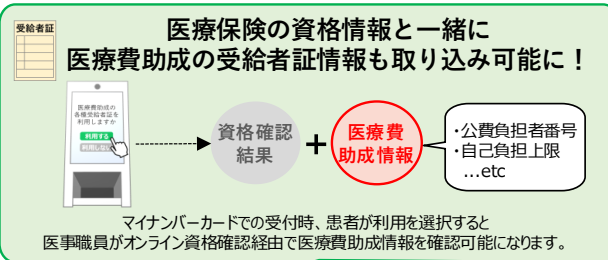 受給者証
医療保険の資格情報と一緒に
医療費助成の受給者証情報も取り込み可能に！
医療費助成の
各種受給者証を
利用しますか
利用する
利用しない
資格確認
結果
+
医療費
助成情報
・公費負担者番号
・自己負担上限
…etc
マイナンバーカードでの受付時、患者が利用を選択すると
医事職員がオンライン資格確認経由で医療費助成情報を確認可能になります。